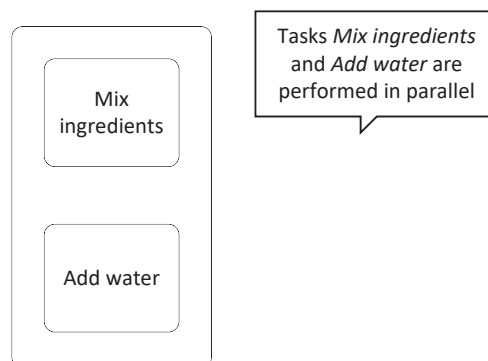 Mix
ingredients
Add water
Tasks Mix ingredients
and Add water are
performed in parallel